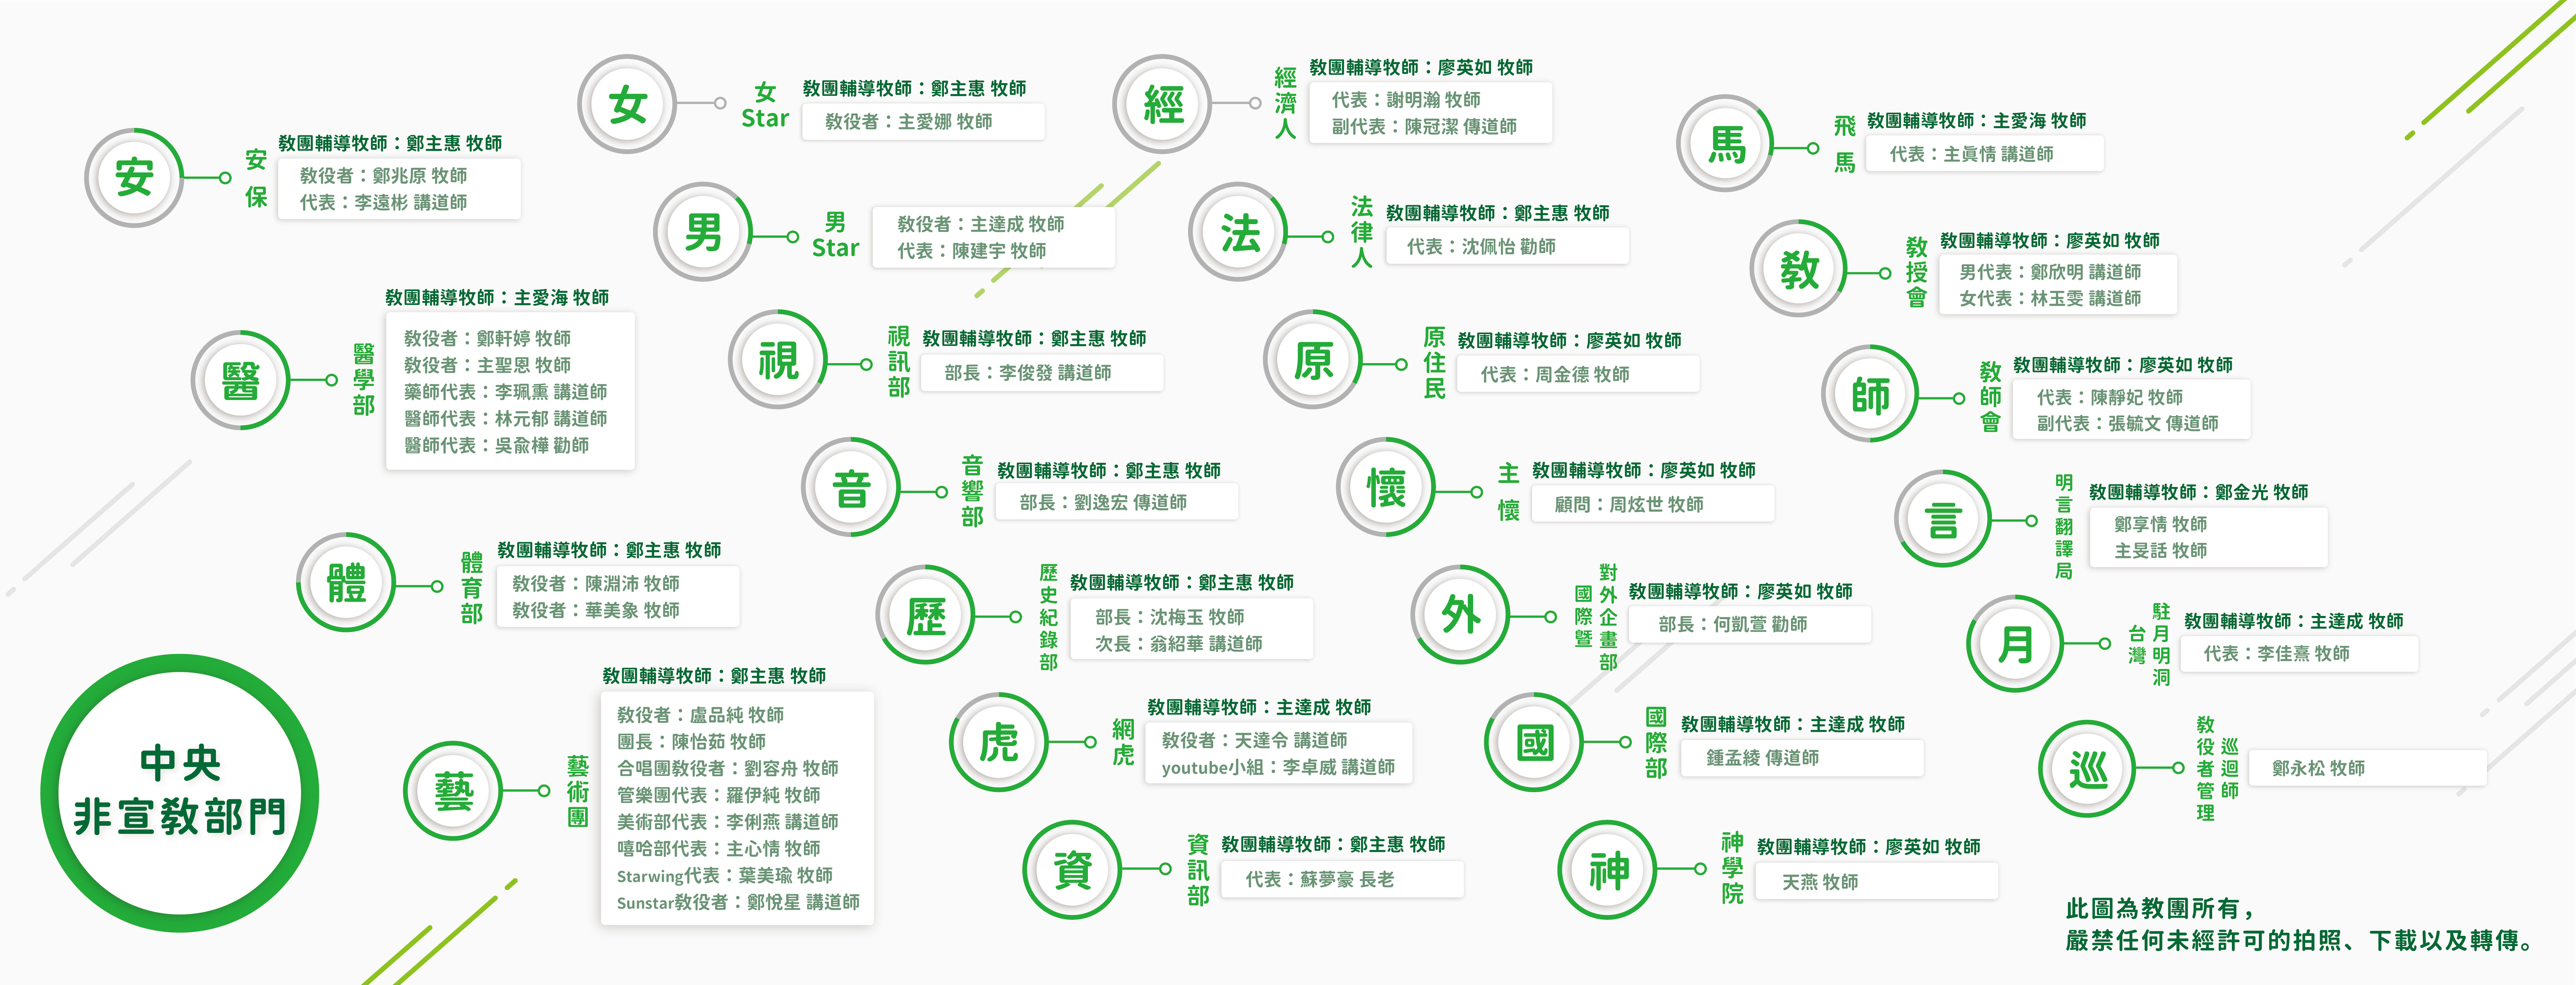 中央
非宣教部門
安
安保
教團輔導牧師：鄭主惠 牧師
教役者：鄭兆原 牧師
代表：李遠彬 講道師
醫
醫學部
教團輔導牧師：主愛海 牧師
教役者：鄭軒婷 牧師
教役者：主聖恩 牧師
藥師代表：李珮熏 講道師
醫師代表：林元郁 講道師
醫師代表：吳兪樺 勸師
體
體育部
教團輔導牧師：鄭主惠 牧師
教役者：陳淵沛 牧師
教役者：華美象 牧師
藝
藝術團
教團輔導牧師：鄭主惠 牧師
教役者：盧品純 牧師
團長：陳怡茹 牧師
合唱團教役者：劉容舟 牧師
管樂團代表：羅伊純 牧師
美術部代表：李俐燕 講道師
嘻哈部代表：主心情 牧師
Starwing代表：葉美瑜 牧師
Sunstar教役者：鄭悅星 講道師
女
女
Star
教團輔導牧師：鄭主惠 牧師
教役者：主愛娜 牧師
男
男
Star
教役者：主達成 牧師
代表：陳建宇 牧師
視
視訊部
教團輔導牧師：鄭主惠 牧師
部長：李俊發 講道師
音
音響部
教團輔導牧師：鄭主惠 牧師
部長：劉逸宏 傳道師
歷
歷史紀錄部
教團輔導牧師：鄭主惠 牧師
部長：沈梅玉 牧師
次長：翁紹華 講道師
虎
網虎
教團輔導牧師：主達成 牧師
教役者：天達令 講道師
youtube小組：李卓威 講道師
資
資訊部
教團輔導牧師：鄭主惠 牧師
代表：蘇夢豪 長老
經
經濟人
教團輔導牧師：廖英如 牧師
代表：謝明瀚 牧師
副代表：陳冠潔 傳道師
法
法律人
教團輔導牧師：鄭主惠 牧師
代表：沈佩怡 勸師
原
原住民
教團輔導牧師：廖英如 牧師
代表：周金德 牧師
懷
主懷
教團輔導牧師：廖英如 牧師
顧問：周炫世 牧師
外
國際暨
對外企畫部
教團輔導牧師：廖英如 牧師
部長：何凱萱 勸師
國
國際部
教團輔導牧師：主達成 牧師
鍾孟綾 傳道師
神
神學院
教團輔導牧師：廖英如 牧師
天燕 牧師
馬
飛馬
教團輔導牧師：主愛海 牧師
代表：主眞情 講道師
教
教授會
教團輔導牧師：廖英如 牧師
男代表：鄭欣明 講道師
女代表：林玉雯 講道師
師
教師會
教團輔導牧師：廖英如 牧師
代表：陳靜妃 牧師
副代表：張毓文 傳道師
言
明言翻譯局
教團輔導牧師：鄭金光 牧師
鄭享情 牧師
主旻話 牧師
月
台灣
駐月明洞
教團輔導牧師：主達成 牧師
代表：李佳熹 牧師
巡
教役者管理
巡迴師
鄭永松 牧師
此圖為教團所有，
嚴禁任何未經許可的拍照、下載以及轉傳。